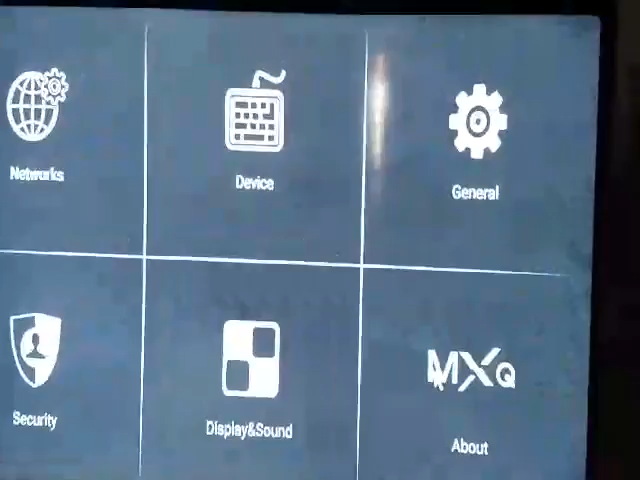 Networks
Device
General
Security
Display&Sound
MXQ
About